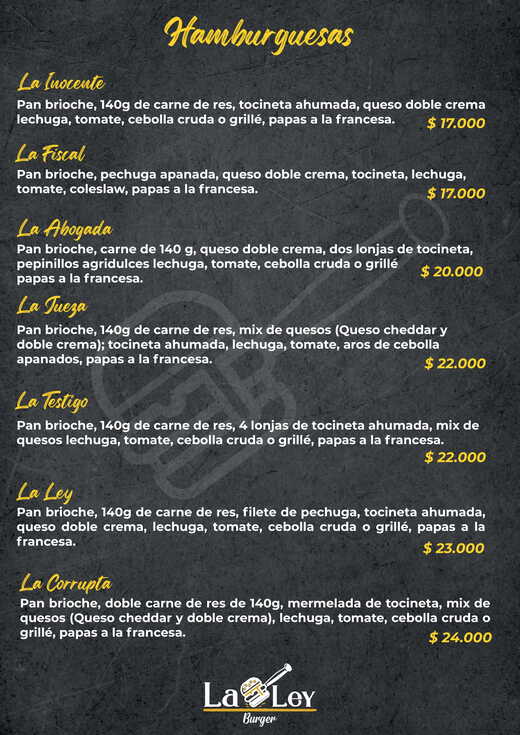 Hamburguesas
La Inocente
Pan brioche, 140g de carne de res, tocineta ahumada, queso doble crema
lechuga, tomate, cebolla cruda o grillé, papas a la francesa.
$ 17.000
La Fiscal
Pan brioche, pechuga apanada, queso doble crema, tocineta, lechuga,
tomate, coleslaw, papas a la francesa.
$ 17.000
La Abogada
Pan brioche, carne de 140 g, queso doble crema, dos lonjas de tocineta,
pepinillos agridulces lechuga, tomate, cebolla cruda o grillé
papas a la francesa.
$ 20.000
La Jueza
Pan brioche, 140g de carne de res, mix de quesos (Queso cheddar y
doble crema); tocineta ahumada, lechuga, tomate, aros de cebolla
apanados, papas a la francesa.
$ 22.000
La Testigo
Pan brioche, 140g de carne de res, 4 lonjas de tocineta ahumada, mix de
quesos lechuga, tomate, cebolla cruda o grillé, papas a la francesa.
$ 22.000
La Ley
Pan brioche, 140g de carne de res, filete de pechuga, tocineta ahumada,
queso doble crema, lechuga, tomate, cebolla cruda o grillé, papas a la
francesa.
$ 23.000
La Corrupta
Pan brioche, doble carne de res de 140g, mermelada de tocineta, mix de
quesos (Queso cheddar y doble crema), lechuga, tomate, cebolla cruda o
grillé, papas a la francesa.
$ 24.000
La Ley
Burger